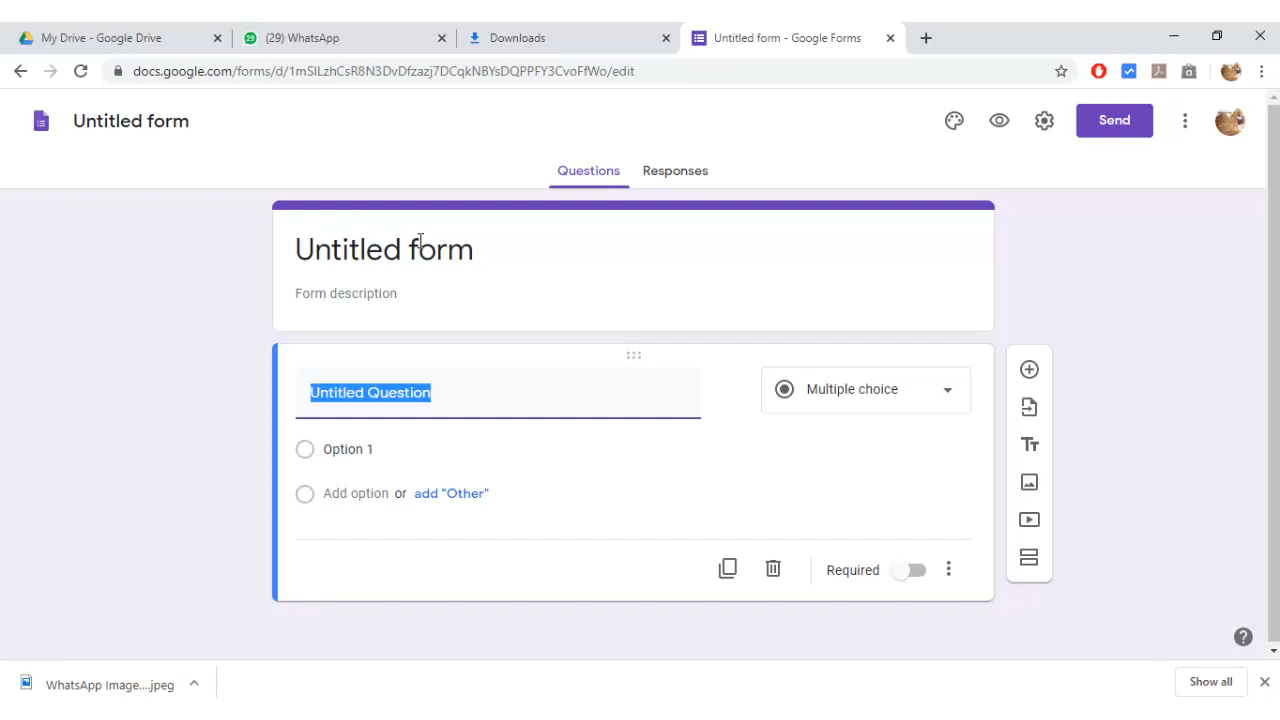 My Drive - Google Drive
29 (29) WhatsApp
Downloads
Untitled form - Google Forms
docs.google.com/forms/d/1mSlLzhCsR8N3DvDfzazj7DCqkNBYsDQPPFY3CvoFfWo/edit
Untitled form
Send
Questions Responses
Untitled form
Form description
Untitled Question
Multiple choice
Option 1
Add option or add "Other"
Required
WhatsApp Image....jpeg
Show all